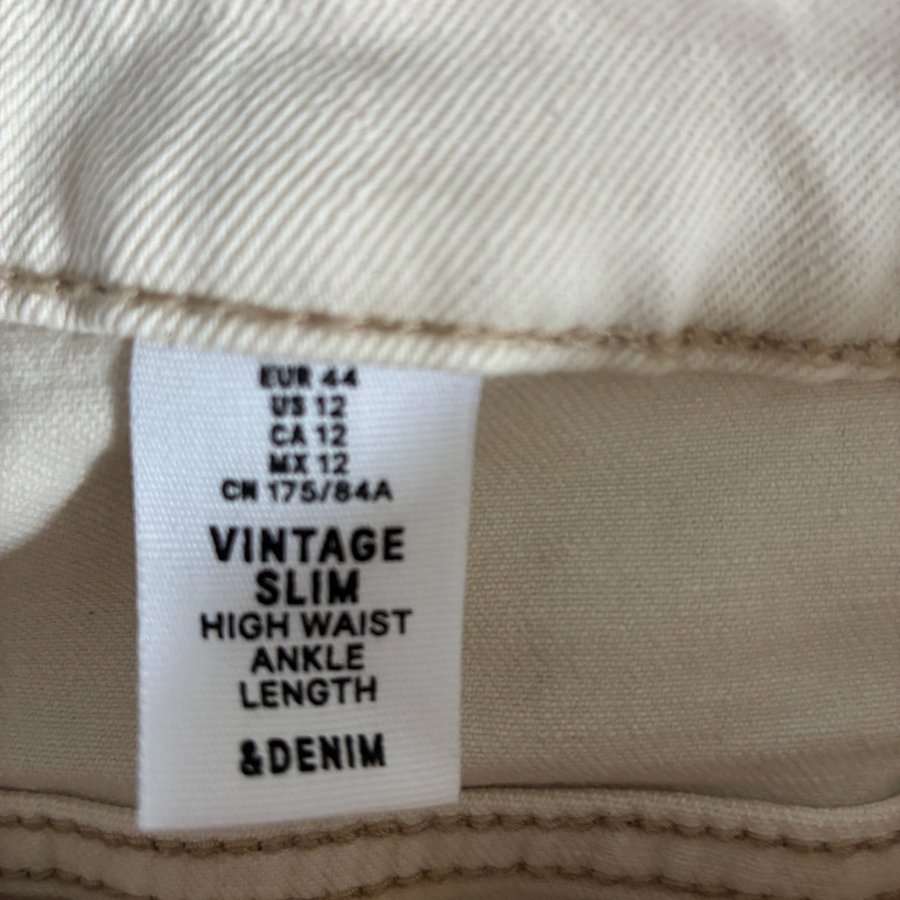 EUR 44
US 12
CA 12
MX 12
CN 175/84A
VINTAGE
SLIM
HIGH WAIST
ANKLE
LENGTH
&DENIM